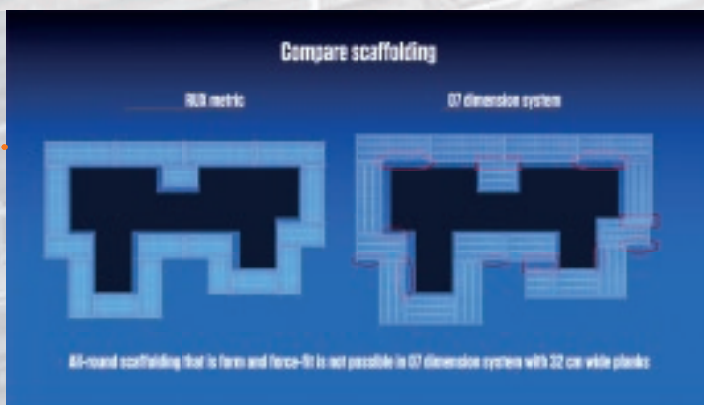 Compare scaffolding
RUX metric
07 dimension system
All-round scaffolding that is form and force-fit is not possible in 07 dimension system with 32 cm wide planks